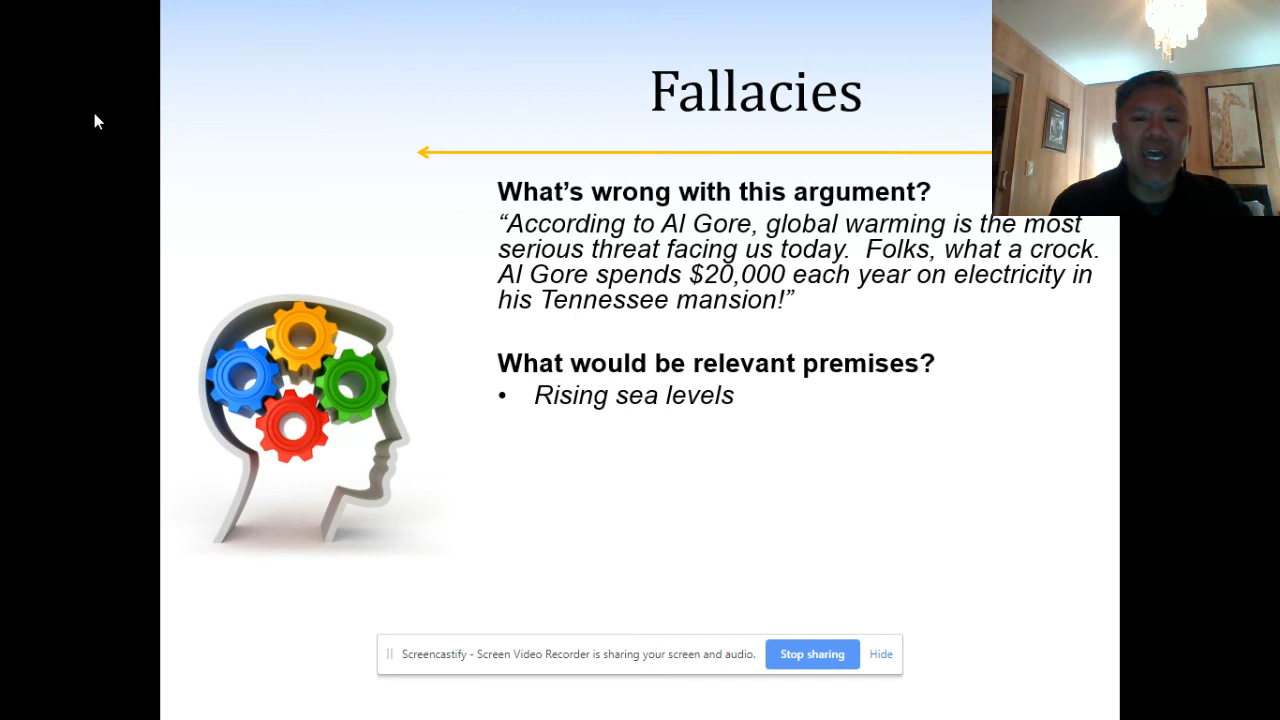 Fallacies
What’s wrong with this argument?
“According to Al Gore, global warming is the most
serious threat facing us today.  Folks, what a crock.
Al Gore spends $20,000 each year on electricity in
his Tennessee mansion!”
What would be relevant premises?
• Rising sea levels
Screencastify - Screen Video Recorder is sharing your screen and audio. Stop sharing Hide